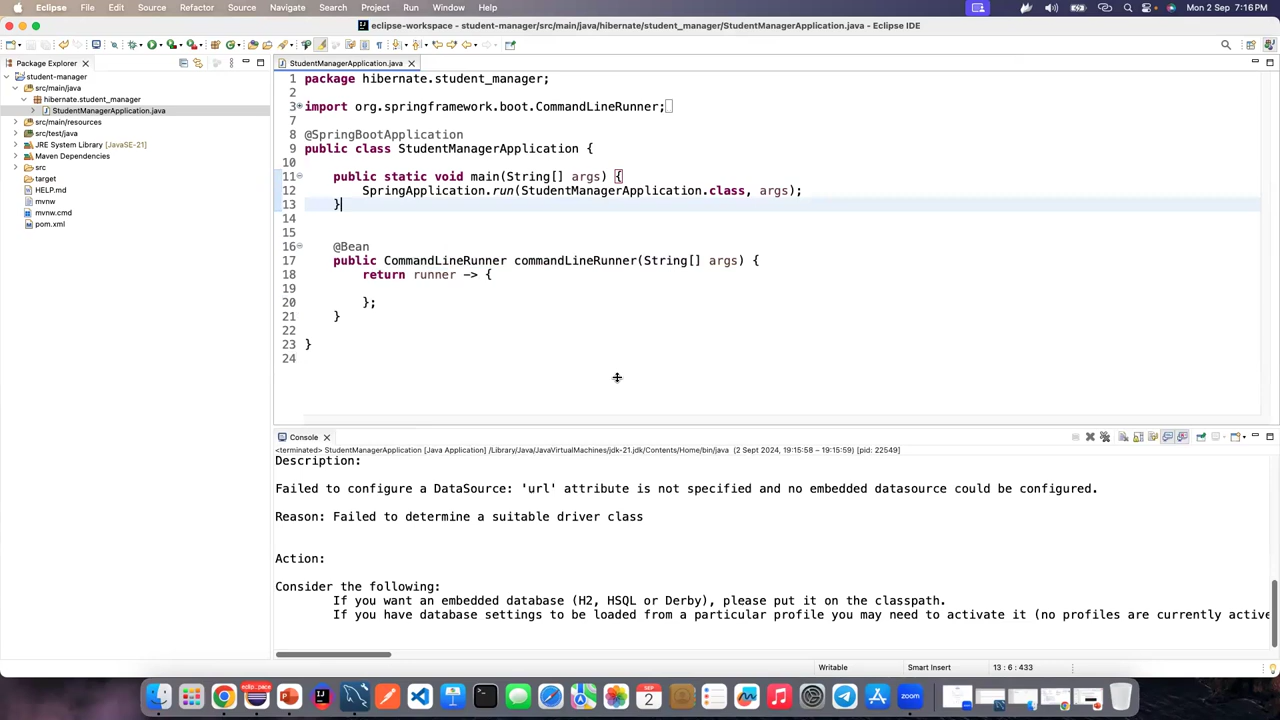 Eclipse File Edit Source Refactor Navigate Search Project Run Window Help Mon 2 Sep 7:16 PM
eclipse-workspace - student-manager/src/main/java/hibernate/student_manager/StudentManagerApplication.java - Eclipse IDE
Package Explorer
student-manager
src/main/java
hibernate.student_manager
StudentManagerApplication.java
src/main/resources
src/test/java
JRE System Library [JavaSE-21]
Maven Dependencies
src
target
HELP.md
mvnw
mvnw.cmd
pom.xml
StudentManagerApplication.java
1 package hibernate.student_manager;
2
3 import org.springframework.boot.CommandLineRunner;
7
8 @SpringBootApplication
9 public class StudentManagerApplication {
10
11 public static void main(String[] args) {
12 SpringApplication.run(StudentManagerApplication.class, args);
13 }
14
15
16 @Bean
17 public CommandLineRunner commandLineRunner(String[] args) {
18 return runner -> {
19
20 };
21 }
22
23 }
24
Console
<terminated> StudentManagerApplication [Java Application] /Library/Java/JavaVirtualMachines/jdk-21.jdk/Contents/Home/bin/java (2 Sept 2024, 19:15:58 – 19:15:59) [pid: 22549]
Description:
Failed to configure a DataSource: 'url' attribute is not specified and no embedded datasource could be configured.
Reason: Failed to determine a suitable driver class
Action:
Consider the following:
If you want an embedded database (H2, HSQL or Derby), please put it on the classpath.
If you have database settings to be loaded from a particular profile you may need to activate it (no profiles are currently active
Writable Smart Insert 13 : 6 : 433
SEP
2
zoom